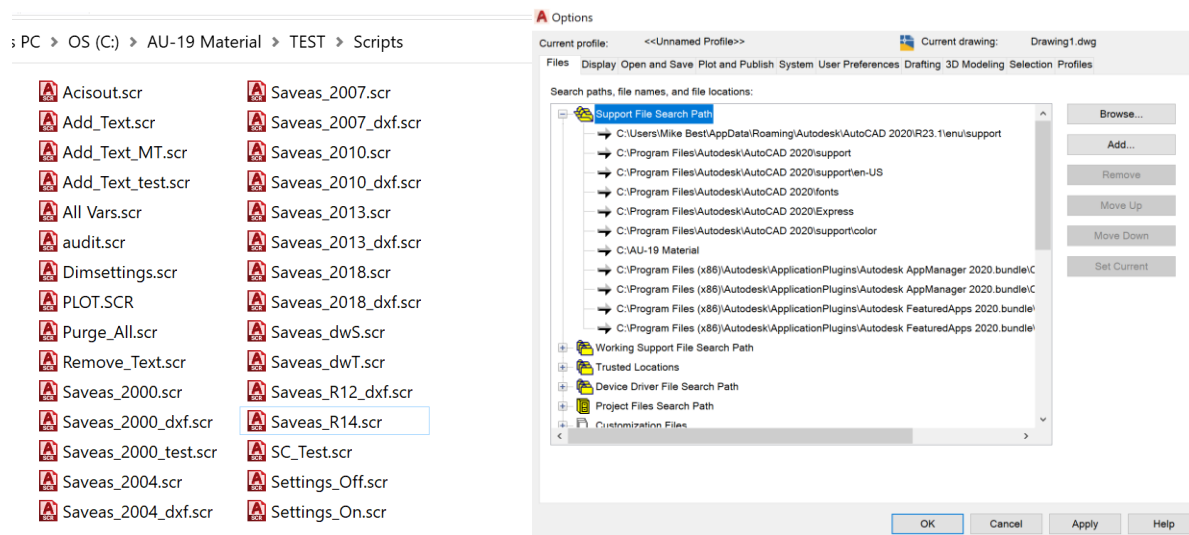 s PC > OS (C:) > AU-19 Material > TEST > Scripts
Acisout.scr
Add_Text.scr
Add_Text_MT.scr
Add_Text_test.scr
All Vars.scr
audit.scr
Dimsettings.scr
PLOT.SCR
Purge_All.scr
Remove_Text.scr
Saveas_2000.scr
Saveas_2000_dxf.scr
Saveas_2000_test.scr
Saveas_2004.scr
Saveas_2004_dxf.scr
Saveas_2007.scr
Saveas_2007_dxf.scr
Saveas_2010.scr
Saveas_2010_dxf.scr
Saveas_2013.scr
Saveas_2013_dxf.scr
Saveas_2018.scr
Saveas_2018_dxf.scr
Saveas_dwS.scr
Saveas_dwT.scr
Saveas_R12_dxf.scr
Saveas_R14.scr
SC_Test.scr
Settings_Off.scr
Settings_On.scr
Options
Current profile: <<Unnamed Profile>> Current drawing: Drawing1.dwg
Files Display Open and Save Plot and Publish System User Preferences Drafting 3D Modeling Selection Profiles
Search paths, file names, and file locations:
Support File Search Path
C:\Users\Mike Best\AppData\Roaming\Autodesk\AutoCAD 2020\R23.1\enu\support
C:\Program Files\Autodesk\AutoCAD 2020\support
C:\Program Files\Autodesk\AutoCAD 2020\support\en-US
C:\Program Files\Autodesk\AutoCAD 2020\fonts
C:\Program Files\Autodesk\AutoCAD 2020\Express
C:\Program Files\Autodesk\AutoCAD 2020\support\color
C:\AU-19 Material
C:\Program Files (x86)\Autodesk\ApplicationPlugins\Autodesk AppManager 2020.bundle\C
C:\Program Files (x86)\Autodesk\ApplicationPlugins\Autodesk AppManager 2020.bundle\C
C:\Program Files (x86)\Autodesk\ApplicationPlugins\Autodesk FeaturedApps 2020.bundle\
C:\Program Files (x86)\Autodesk\ApplicationPlugins\Autodesk FeaturedApps 2020.bundle\
Working Support File Search Path
Trusted Locations
Device Driver File Search Path
Project Files Search Path
Customization Files
Browse...
Add...
Remove
Move Up
Move Down
Set Current
OK Cancel Apply Help